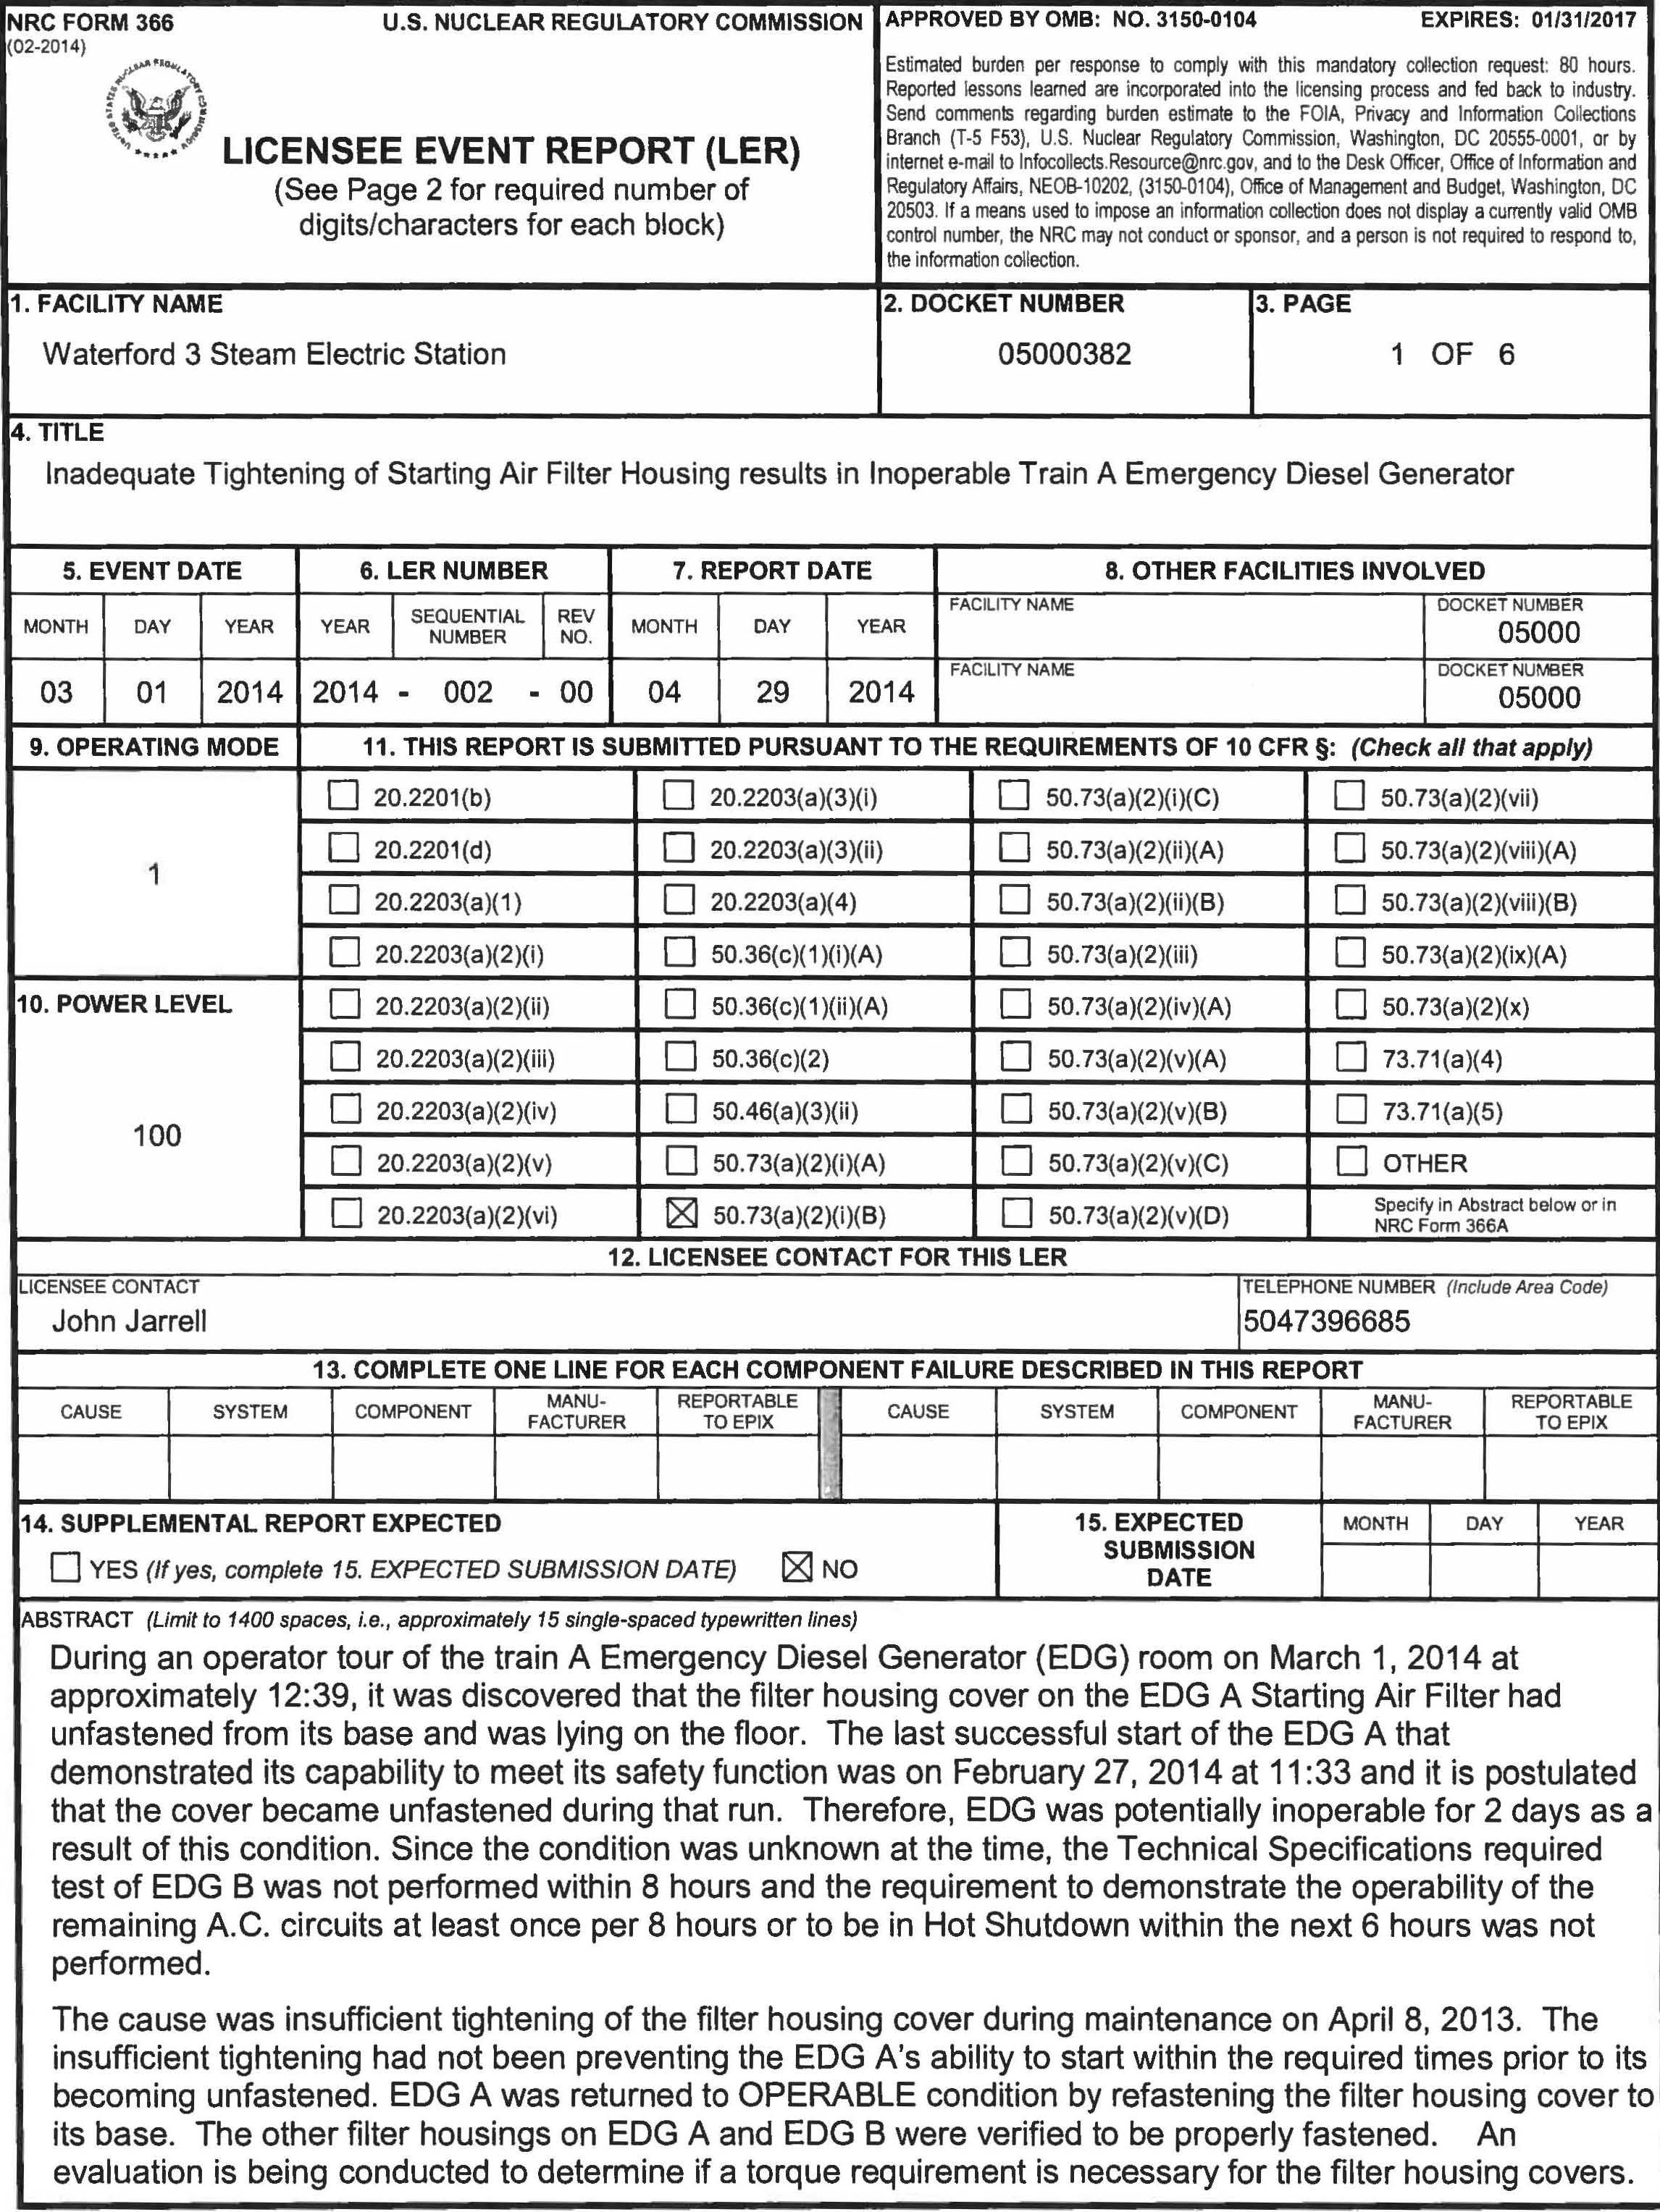 NRC FORM 366
(02-2014)
U.S. NUCLEAR REGULATORY COMMISSION
LICENSEE EVENT REPORT (LER)
(See Page 2 for required number of
digits/characters for each block)
APPROVED BY OMB: NO. 3150-0104 EXPIRES: 01/31/2017
Estimated burden per response to comply with this mandatory collection request: 80 hours.
Reported lessons learned are incorporated into the licensing process and fed back to industry.
Send comments regarding burden estimate to the FOIA, Privacy and Information Collections
Branch (T-5 F53), U.S. Nuclear Regulatory Commission, Washington, DC 20555-0001, or by
internet e-mail to Infocollects.Resource@nrc.gov, and to the Desk Officer, Office of Information and
Regulatory Affairs, NEOB-10202, (3150-0104), Office of Management and Budget, Washington, DC
20503. If a means used to impose an information collection does not display a currently valid OMB
control number, the NRC may not conduct or sponsor, and a person is not required to respond to,
the information collection.
1. FACILITY NAME 2. DOCKET NUMBER 3. PAGE
Waterford 3 Steam Electric Station 05000382 1 OF 6
4. TITLE
Inadequate Tightening of Starting Air Filter Housing results in Inoperable Train A Emergency Diesel Generator
5. EVENT DATE 6. LER NUMBER 7. REPORT DATE 8. OTHER FACILITIES INVOLVED
MONTH DAY YEAR YEAR SEQUENTIAL NUMBER REV NO. MONTH DAY YEAR FACILITY NAME DOCKET NUMBER
05000
03 01 2014 2014 - 002 - 00 04 29 2014 FACILITY NAME DOCKET NUMBER
05000
9. OPERATING MODE 11. THIS REPORT IS SUBMITTED PURSUANT TO THE REQUIREMENTS OF 10 CFR §: (Check all that apply)
1
☐ 20.2201(b) ☐ 20.2203(a)(3)(i) ☐ 50.73(a)(2)(i)(C) ☐ 50.73(a)(2)(vii)
☐ 20.2201(d) ☐ 20.2203(a)(3)(ii) ☐ 50.73(a)(2)(ii)(A) ☐ 50.73(a)(2)(viii)(A)
☐ 20.2203(a)(1) ☐ 20.2203(a)(4) ☐ 50.73(a)(2)(ii)(B) ☐ 50.73(a)(2)(viii)(B)
☐ 20.2203(a)(2)(i) ☐ 50.36(c)(1)(i)(A) ☐ 50.73(a)(2)(iii) ☐ 50.73(a)(2)(ix)(A)
10. POWER LEVEL
100
☐ 20.2203(a)(2)(ii) ☐ 50.36(c)(1)(ii)(A) ☐ 50.73(a)(2)(iv)(A) ☐ 50.73(a)(2)(x)
☐ 20.2203(a)(2)(iii) ☐ 50.36(c)(2) ☐ 50.73(a)(2)(v)(A) ☐ 73.71(a)(4)
☐ 20.2203(a)(2)(iv) ☐ 50.46(a)(3)(ii) ☐ 50.73(a)(2)(v)(B) ☐ 73.71(a)(5)
☐ 20.2203(a)(2)(v) ☐ 50.73(a)(2)(i)(A) ☐ 50.73(a)(2)(v)(C) ☐ OTHER
☐ 20.2203(a)(2)(vi) ☒ 50.73(a)(2)(i)(B) ☐ 50.73(a)(2)(v)(D) Specify in Abstract below or in
NRC Form 366A
12. LICENSEE CONTACT FOR THIS LER
LICENSEE CONTACT TELEPHONE NUMBER (Include Area Code)
John Jarrell 5047396685
13. COMPLETE ONE LINE FOR EACH COMPONENT FAILURE DESCRIBED IN THIS REPORT
CAUSE SYSTEM COMPONENT MANU-FACTURER REPORTABLE TO EPIX CAUSE SYSTEM COMPONENT MANU-FACTURER REPORTABLE TO EPIX
14. SUPPLEMENTAL REPORT EXPECTED 15. EXPECTED SUBMISSION DATE MONTH DAY YEAR
☐ YES (If yes, complete 15. EXPECTED SUBMISSION DATE) ☒ NO
ABSTRACT (Limit to 1400 spaces, i.e., approximately 15 single-spaced typewritten lines)
During an operator tour of the train A Emergency Diesel Generator (EDG) room on March 1, 2014 at
approximately 12:39, it was discovered that the filter housing cover on the EDG A Starting Air Filter had
unfastened from its base and was lying on the floor. The last successful start of the EDG A that
demonstrated its capability to meet its safety function was on February 27, 2014 at 11:33 and it is postulated
that the cover became unfastened during that run. Therefore, EDG was potentially inoperable for 2 days as a
result of this condition. Since the condition was unknown at the time, the Technical Specifications required
test of EDG B was not performed within 8 hours and the requirement to demonstrate the operability of the
remaining A.C. circuits at least once per 8 hours or to be in Hot Shutdown within the next 6 hours was not
performed.
The cause was insufficient tightening of the filter housing cover during maintenance on April 8, 2013. The
insufficient tightening had not been preventing the EDG A's ability to start within the required times prior to its
becoming unfastened. EDG A was returned to OPERABLE condition by refastening the filter housing cover to
its base. The other filter housings on EDG A and EDG B were verified to be properly fastened. An
evaluation is being conducted to determine if a torque requirement is necessary for the filter housing covers.